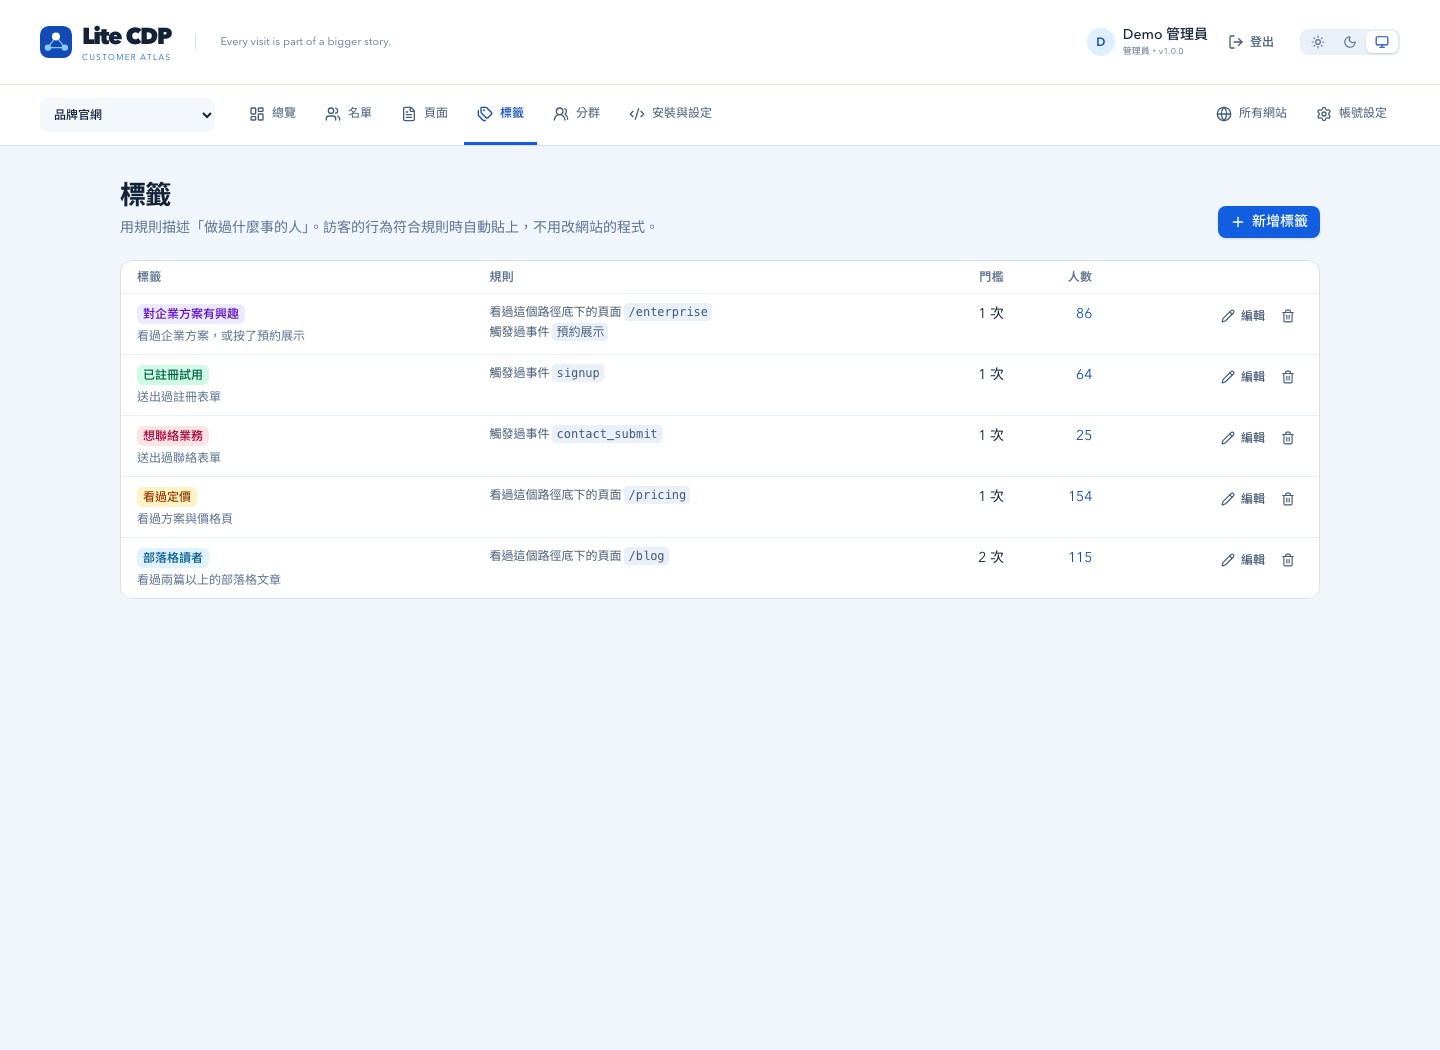 Lite CDP
CUSTOMER ATLAS
Every visit is part of a bigger story.
D
Demo 管理員
管理員・v1.0.0
登出
品牌官網
總覽
名單
頁面
標籤
分群
安裝與設定
所有網站
帳號設定
標籤
用規則描述「做過什麼事的人」。訪客的行為符合規則時自動貼上，不用改網站的程式。
新增標籤
標籤 規則 門檻 人數
對企業方案有興趣
看過企業方案，或按了預約展示
看過這個路徑底下的頁面 /enterprise
觸發過事件 預約展示
1 次
86
編輯
已註冊試用
送出過註冊表單
觸發過事件 signup
1 次
64
編輯
想聯絡業務
送出過聯絡表單
觸發過事件 contact_submit
1 次
25
編輯
看過定價
看過方案與價格頁
看過這個路徑底下的頁面 /pricing
1 次
154
編輯
部落格讀者
看過兩篇以上的部落格文章
看過這個路徑底下的頁面 /blog
2 次
115
編輯